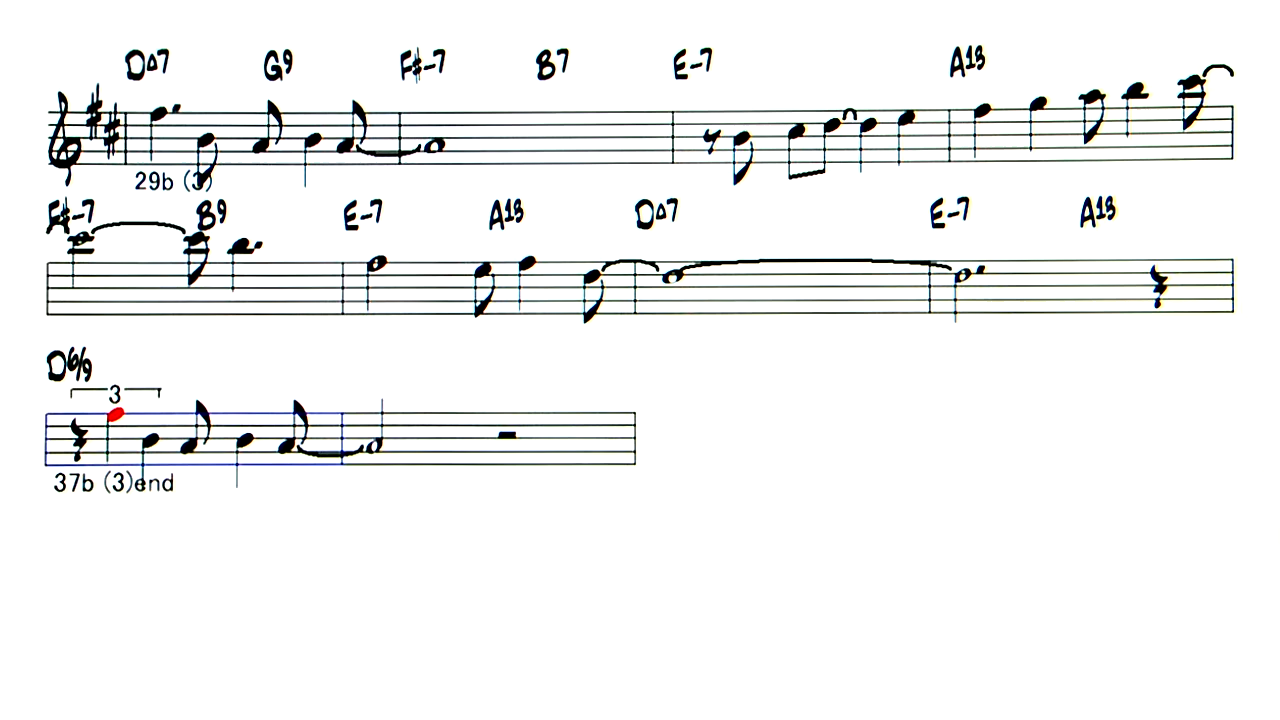 D△7 G9 F#-7 B7 E-7 A13
29b (3)
F#-7 B9 E-7 A13 D△7 E-7 A13
D6/9
3
37b (3)end